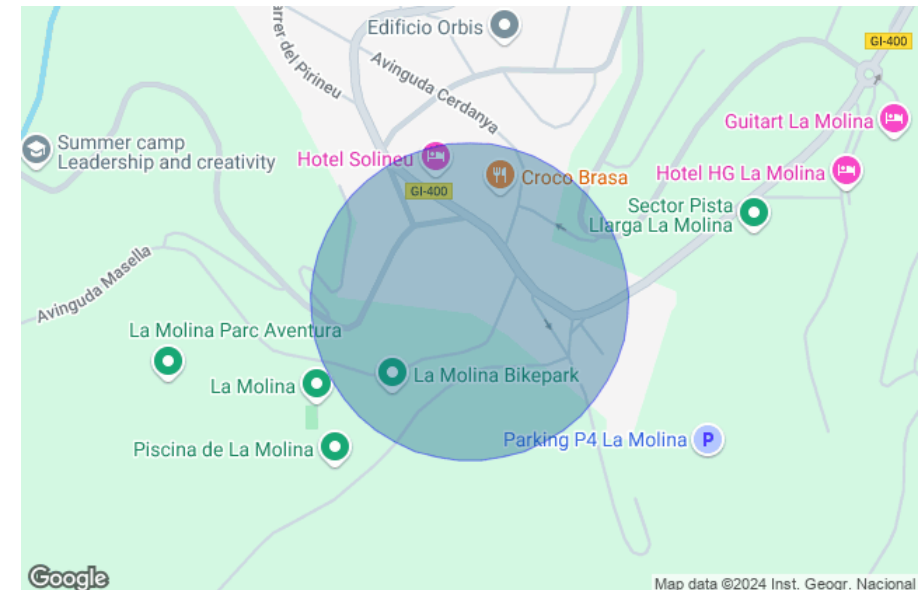 Edificio Orbis
arrer del Pirineu
Avinguda Cerdanya
GI-400
Guitart La Molina
Summer camp
Leadership and creativity
Hotel Solineu
Croco Brasa
Hotel HG La Molina
GI-400
Sector Pista
Llarga La Molina
Avinguda Masella
La Molina Parc Aventura
La Molina
La Molina Bikepark
Piscina de La Molina
Parking P4 La Molina
P
Google
Map data ©2024 Inst. Geogr. Nacional